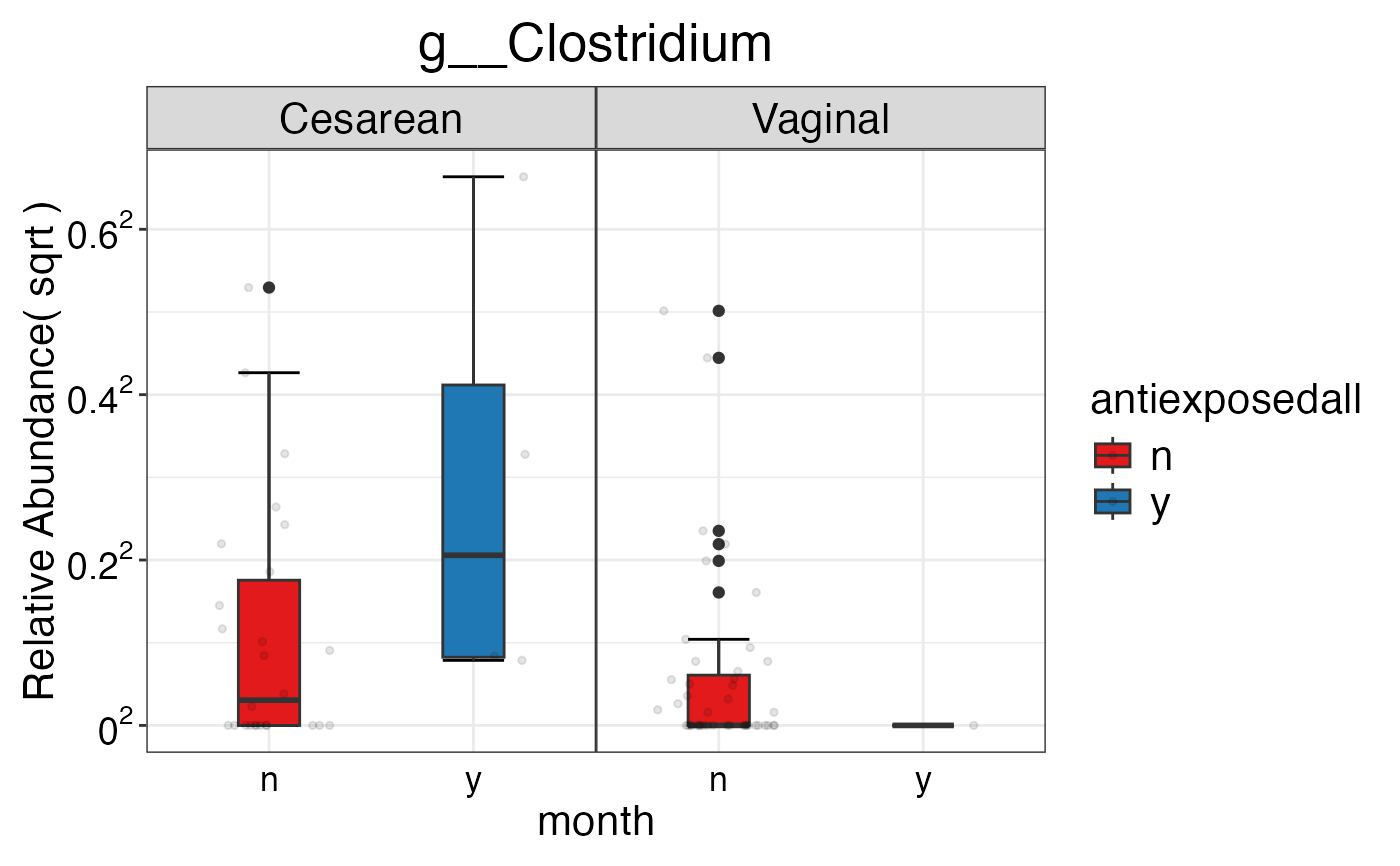 g__Clostridium
Cesarean
Vaginal
Relative Abundance( sqrt )
0.6²
0.4²
0.2²
0²
n
y
n
y
month
antiexposedall
n
y